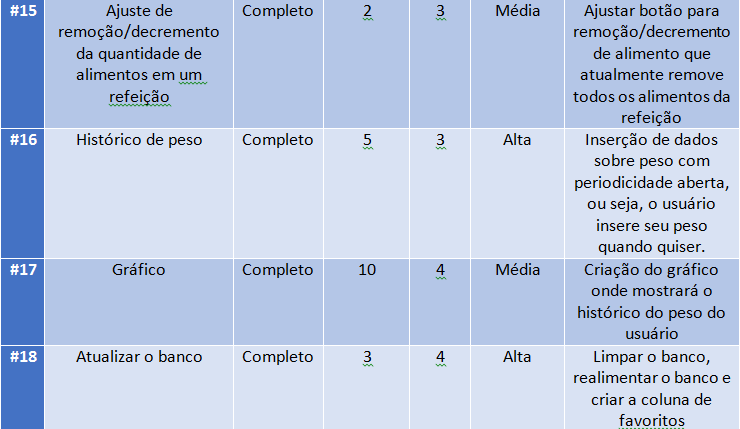 #15
Ajuste de
remoção/decremento
da quantidade de
alimentos em um
refeição
Completo
2
3
Média
Ajustar botão para
remoção/decremento
de alimento que
atualmente remove
todos os alimentos da
refeição
#16
Histórico de peso
Completo
5
3
Alta
Inserção de dados
sobre peso com
periodicidade aberta,
ou seja, o usuário
insere seu peso
quando quiser.
#17
Gráfico
Completo
10
4
Média
Criação do gráfico
onde mostrará o
histórico do peso do
usuário
#18
Atualizar o banco
Completo
3
4
Alta
Limpar o banco,
realimentar o banco e
criar a coluna de
favoritos